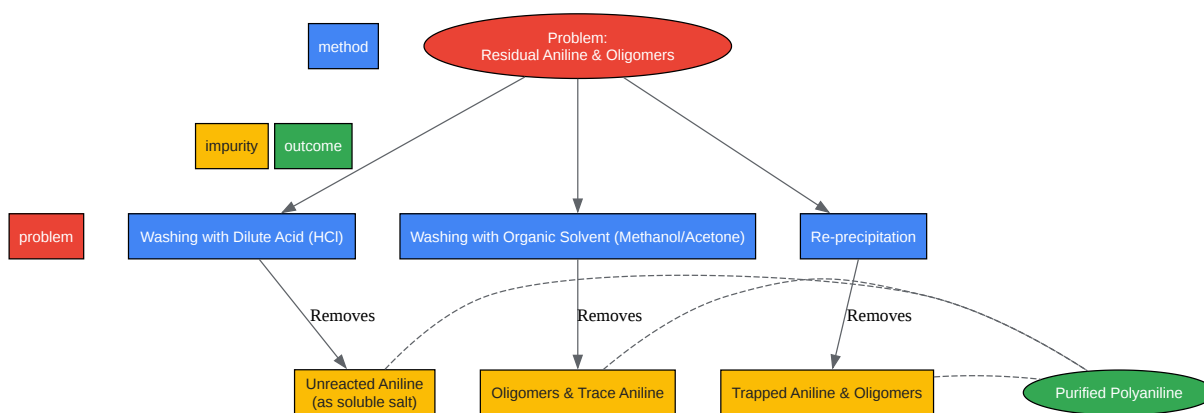 method
Problem:
Residual Aniline & Oligomers
impurity
outcome
problem
Washing with Dilute Acid (HCl)
Washing with Organic Solvent (Methanol/Acetone)
Re-precipitation
Removes
Removes
Removes
Unreacted Aniline
(as soluble salt)
Oligomers & Trace Aniline
Trapped Aniline & Oligomers
Purified Polyaniline